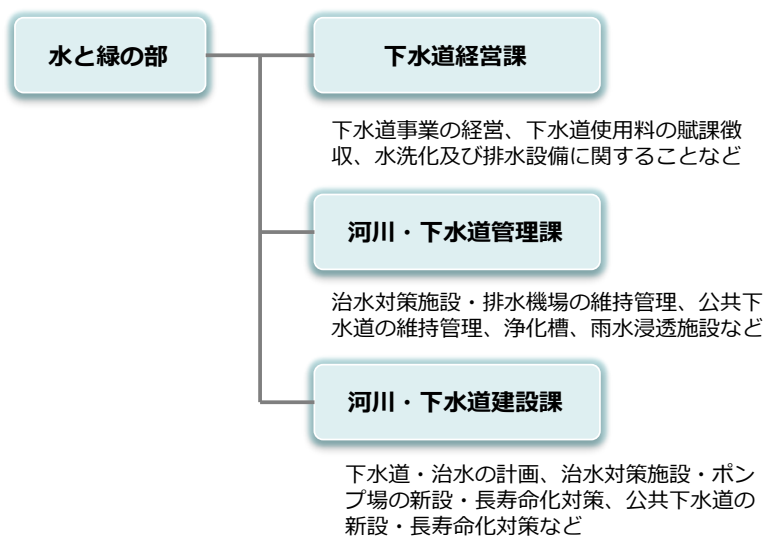 水と緑の部
下水道経営課
下水道事業の経営、下水道使用料の賦課徴
収、水洗化及び排水設備に関することなど
河川・下水道管理課
治水対策施設・排水機場の維持管理、公共下
水道の維持管理、浄化槽、雨水浸透施設など
河川・下水道建設課
下水道・治水の計画、治水対策施設・ポン
プ場の新設・長寿命化対策、公共下水道の
新設・長寿命化対策など